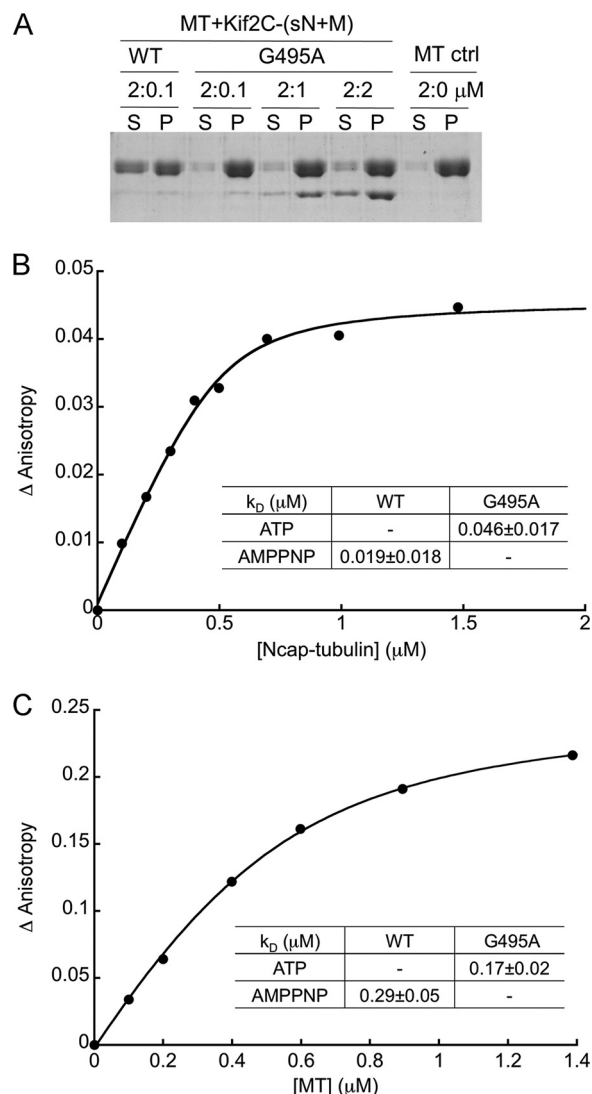 A
MT+Kif2C-(sN+M)
WT G495A MT ctrl
2:0.1 2:0.1 2:1 2:2 2:0 μM
S P S P S P S P S P
B
0.05
0.04
0.03
0.02
0.01
0
Δ Anisotropy
kD (μM) WT G495A
ATP - 0.046±0.017
AMPPNP 0.019±0.018 -
0 0.5 1 1.5 2
[Ncap-tubulin] (μM)
C
0.25
0.2
0.15
0.1
0.05
0
Δ Anisotropy
kD (μM) WT G495A
ATP - 0.17±0.02
AMPPNP 0.29±0.05 -
0 0.2 0.4 0.6 0.8 1 1.2 1.4
[MT] (μM)